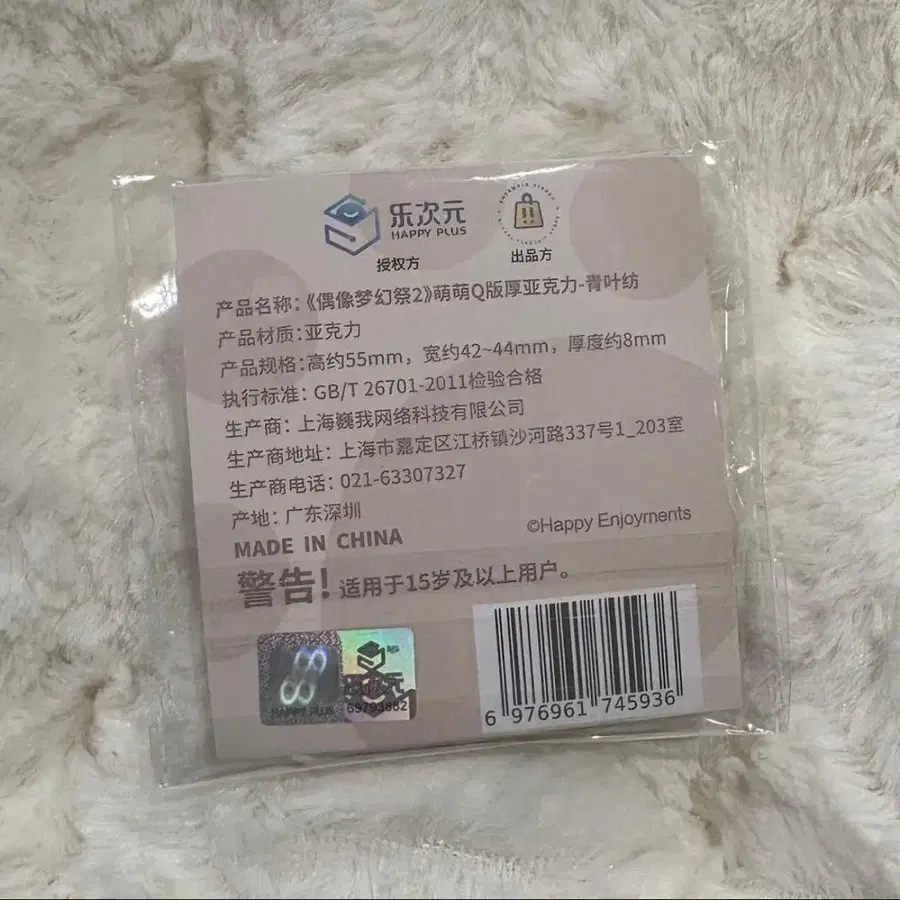 乐次元
HAPPY PLUS
授权方
出品方
产品名称:《偶像梦幻祭2》萌萌Q版厚亚克力-青叶纺
产品材质:亚克力
产品规格:高约55mm，宽约42~44mm，厚度约8mm
执行标准: GB/T 26701-2011检验合格
生产商: 上海巍我网络科技有限公司
生产商地址: 上海市嘉定区江桥镇沙河路337号1_203室
生产商电话: 021-63307327
产地: 广东深圳
©Happy Enjoyments
MADE IN CHINA
警告! 适用于15岁及以上用户。
HAPPY PLUS
乐次元
69793882
6 976961 745936